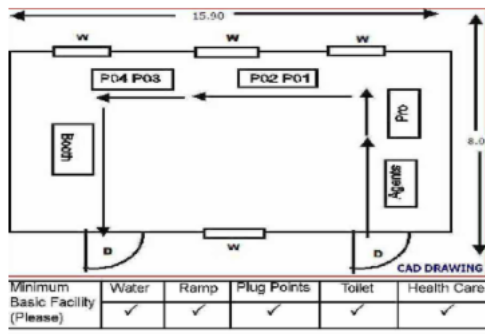 15.90
W W W
P04 P03 P02 P01
Pro
8.0
Booth
Agents
D W D
CAD DRAWING
Minimum Basic Facility (Please) Water Ramp Plug Points Toilet Health Care
✓ ✓ ✓ ✓ ✓